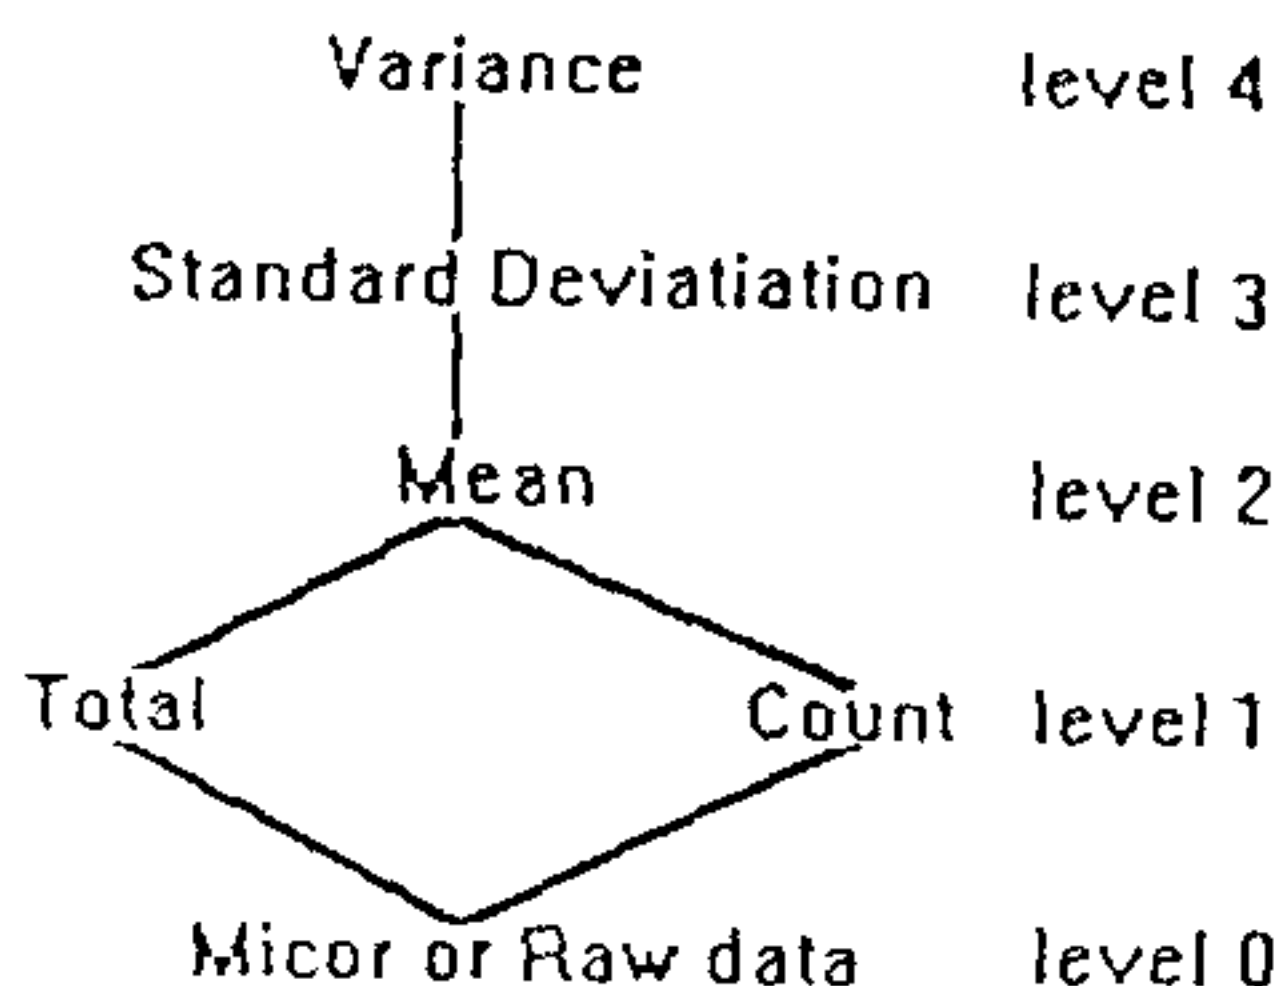 Variance level 4
Standard Deviatiation level 3
Mean level 2
Total Count level 1
Micor or Raw data level 0